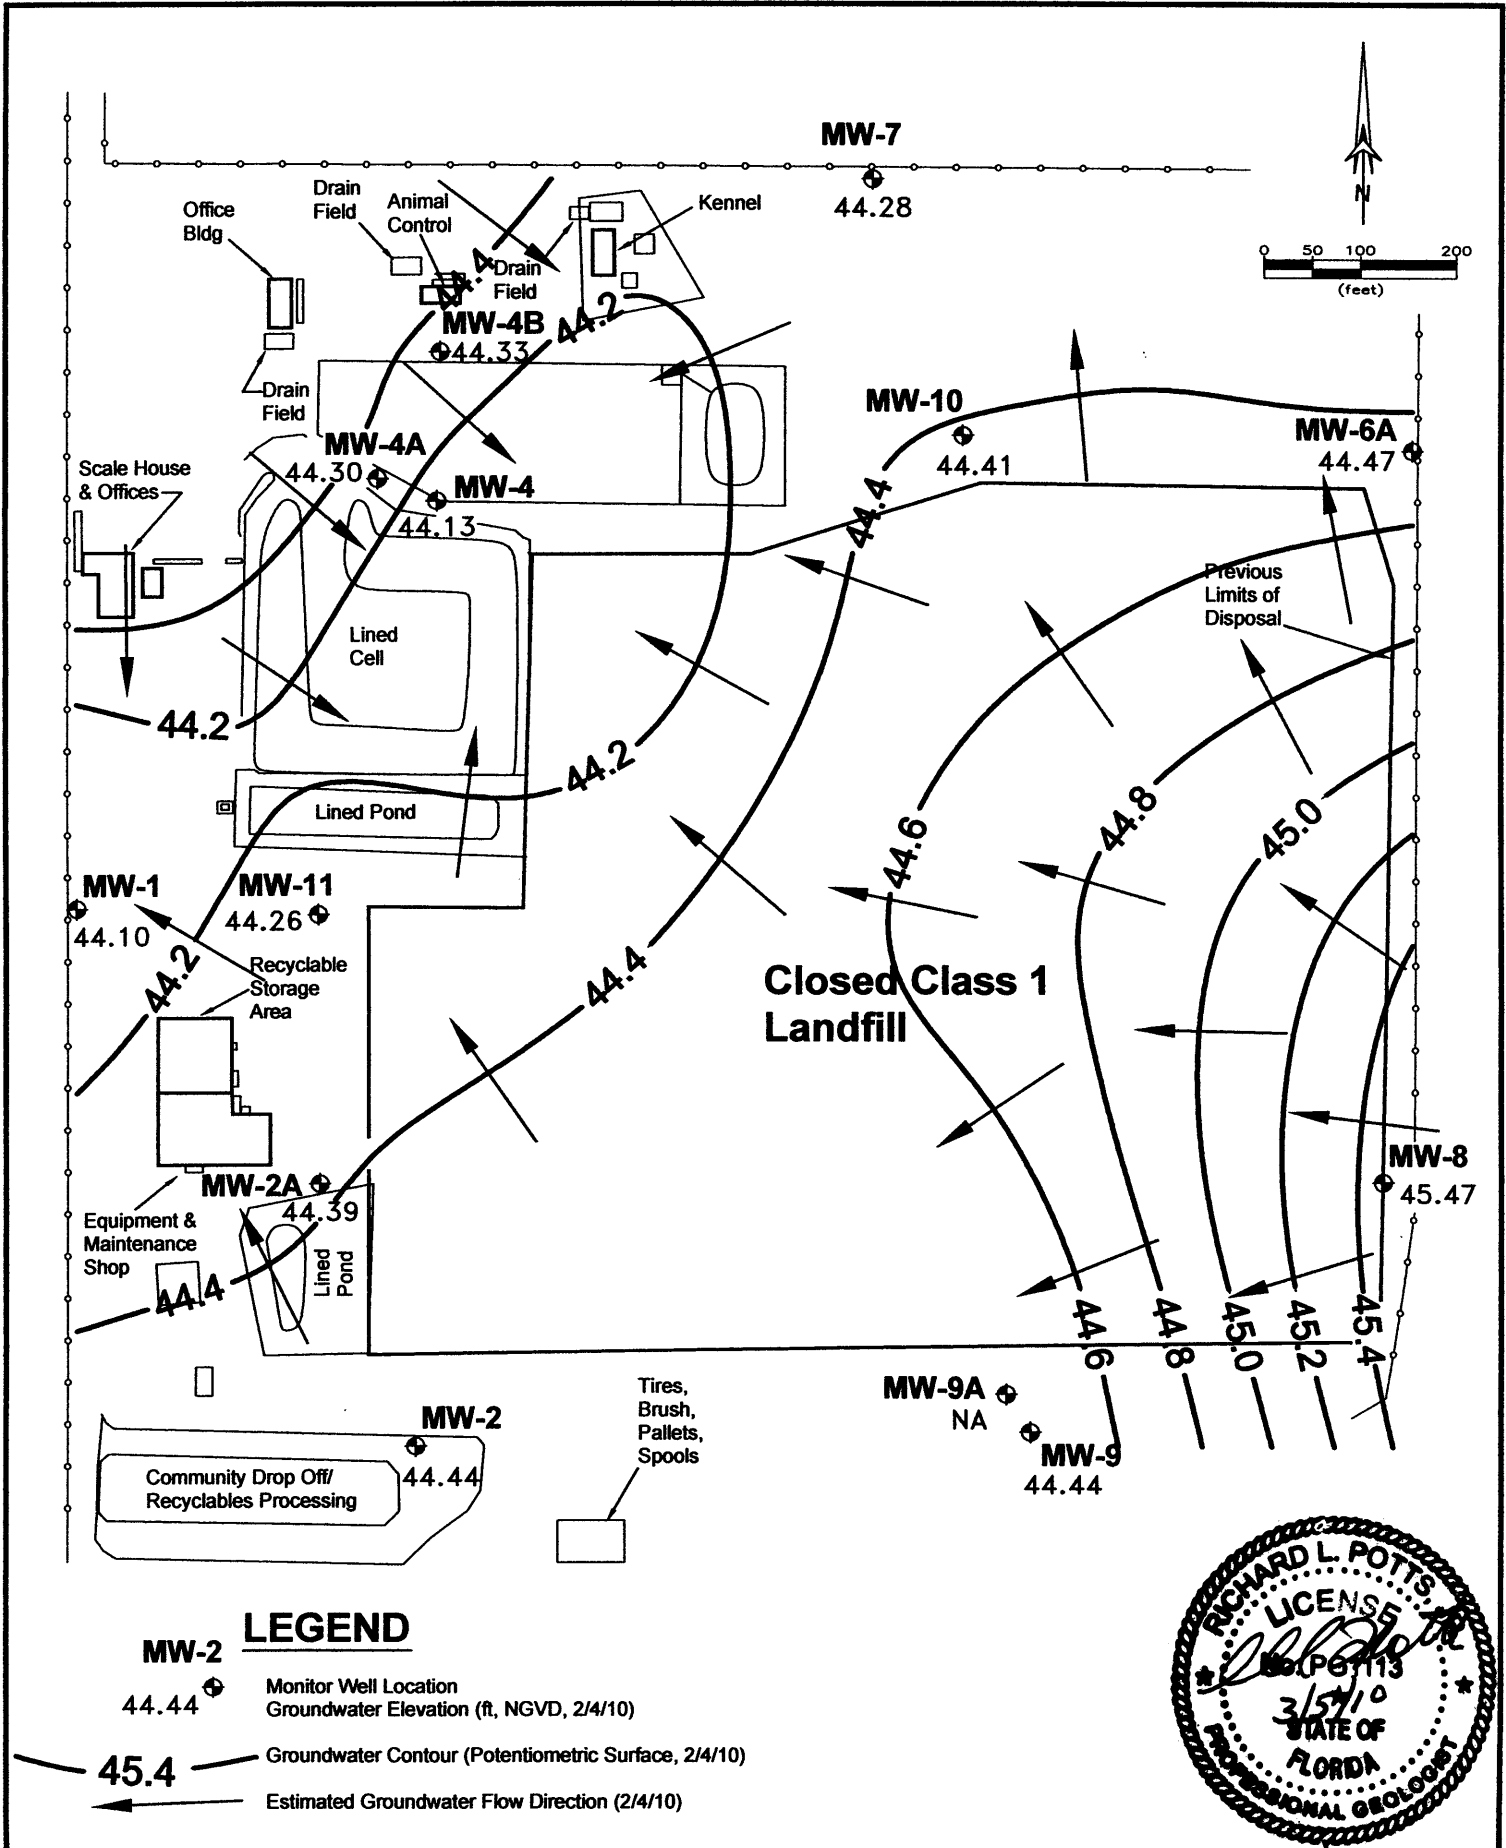 MW-7
44.28
N
0 50 100 200
(feet)
Office
Bldg
Drain
Field
Animal
Control
Kennel
44.4
Drain
Field
MW-4B
44.33
44.2
Drain
Field
MW-10
44.41
MW-6A
44.47
MW-4A
44.30
Scale House
& Offices
MW-4
44.13
44.4
Previous
Limits of
Disposal
Lined
Cell
44.2
44.2
44.6
44.8
45.0
Lined Pond
MW-1
44.10
MW-11
44.26
44.2
Recyclable
Storage
Area
44.4
Closed Class 1
Landfill
MW-2A
44.39
MW-8
45.47
Equipment &
Maintenance
Shop
Lined
Pond
44.4
44.6
44.8
45.0
45.2
45.4
MW-9A
NA
MW-9
44.44
Tires,
Brush,
Pallets,
Spools
MW-2
44.44
Community Drop Off/
Recyclables Processing
LEGEND
MW-2
44.44
Monitor Well Location
Groundwater Elevation (ft, NGVD, 2/4/10)
45.4
Groundwater Contour (Potentiometric Surface, 2/4/10)
Estimated Groundwater Flow Direction (2/4/10)
RICHARD L. POTTS,
LICENSE
3/5/10
STATE OF
FLORIDA
PROFESSIONAL GEOLOGIST